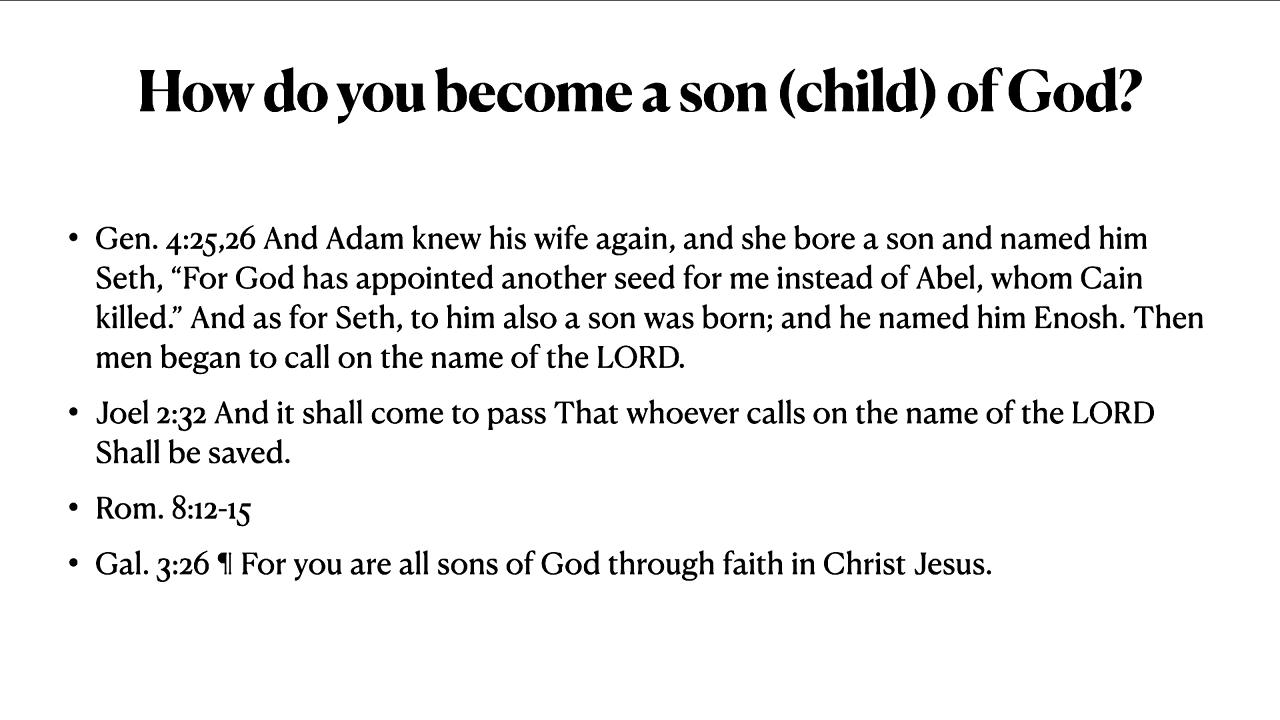 How do you become a son (child) of God?
• Gen. 4:25,26 And Adam knew his wife again, and she bore a son and named him
Seth, “For God has appointed another seed for me instead of Abel, whom Cain
killed.” And as for Seth, to him also a son was born; and he named him Enosh. Then
men began to call on the name of the LORD.
• Joel 2:32 And it shall come to pass That whoever calls on the name of the LORD
Shall be saved.
• Rom. 8:12-15
• Gal. 3:26 ¶ For you are all sons of God through faith in Christ Jesus.